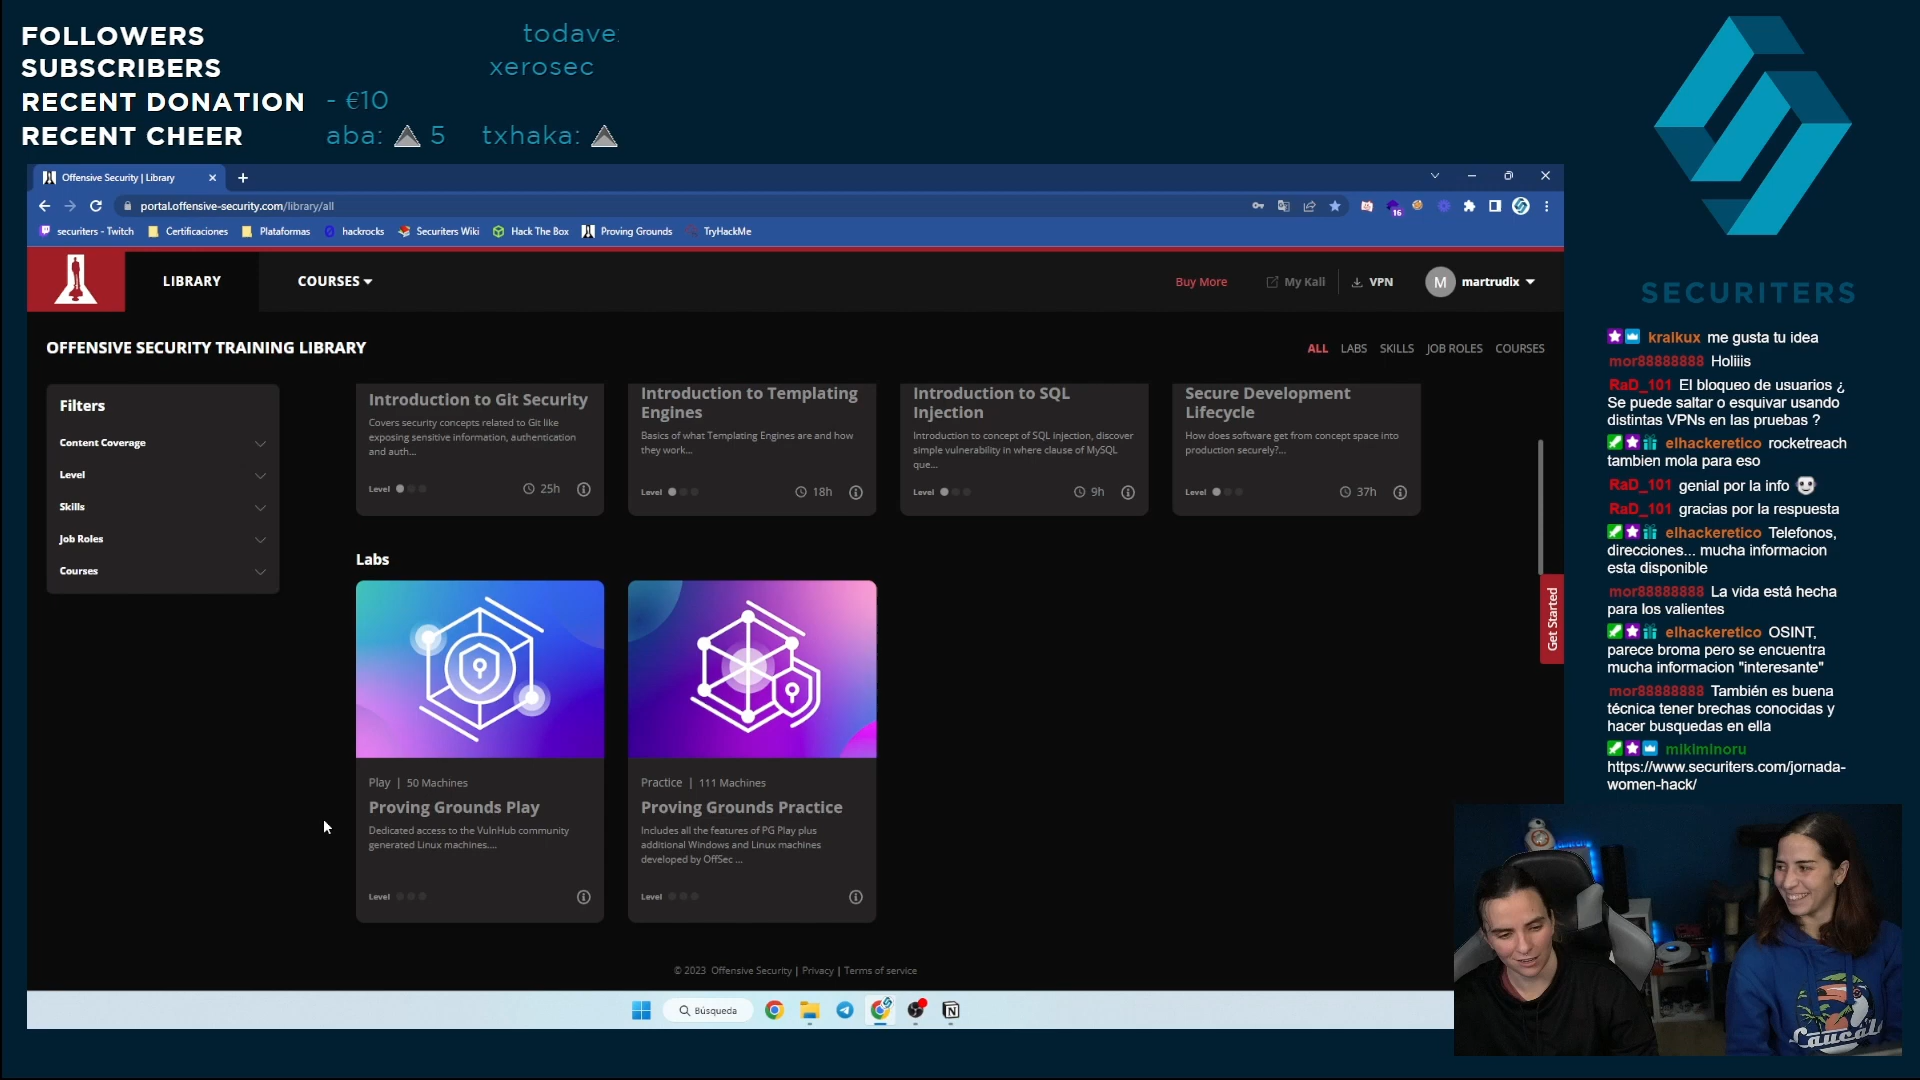 FOLLOWERS
todave:
SUBSCRIBERS
xerosec
RECENT DONATION - €10
RECENT CHEER aba: 5 txhaka:
Offensive Security | Library
portal.offensive-security.com/library/all
16
securiters - Twitch Certificaciones Plataformas hackrocks Securiters Wiki Hack The Box Proving Grounds TryHackMe
LIBRARY COURSES Buy More My Kali VPN M martrudix
OFFENSIVE SECURITY TRAINING LIBRARY
ALL LABS SKILLS JOB ROLES COURSES
Filters
Content Coverage
Level
Skills
Job Roles
Courses
Introduction to Git Security
Covers security concepts related to Git like
exposing sensitive information, authentication
and auth...
Level 25h
Introduction to Templating
Engines
Basics of what Templating Engines are and how
they work...
Level 18h
Introduction to SQL
Injection
Introduction to concept of SQL injection, discover
simple vulnerability in where clause of MySQL
que...
Level 9h
Secure Development
Lifecycle
How does software get from concept space into
production securely?...
Level 37h
Labs
Play | 50 Machines
Proving Grounds Play
Dedicated access to the VulnHub community
generated Linux machines....
Level
Practice | 111 Machines
Proving Grounds Practice
Includes all the features of PG Play plus
additional Windows and Linux machines
developed by OffSec ...
Level
Get Started
© 2023 Offensive Security | Privacy | Terms of service
Búsqueda
SECURITERS
kraikux me gusta tu idea
mor88888888 Holiiis
RaD_101 El bloqueo de usuarios ¿
Se puede saltar o esquivar usando
distintas VPNs en las pruebas ?
elhackeretico rocketreach
tambien mola para eso
RaD_101 genial por la info
RaD_101 gracias por la respuesta
elhackeretico Telefonos,
direcciones... mucha informacion
esta disponible
mor88888888 La vida está hecha
para los valientes
elhackeretico OSINT,
parece broma pero se encuentra
mucha informacion "interesante"
mor88888888 También es buena
técnica tener brechas conocidas y
hacer busquedas en ella
mikiminoru
https://www.securiters.com/jornada-
women-hack/